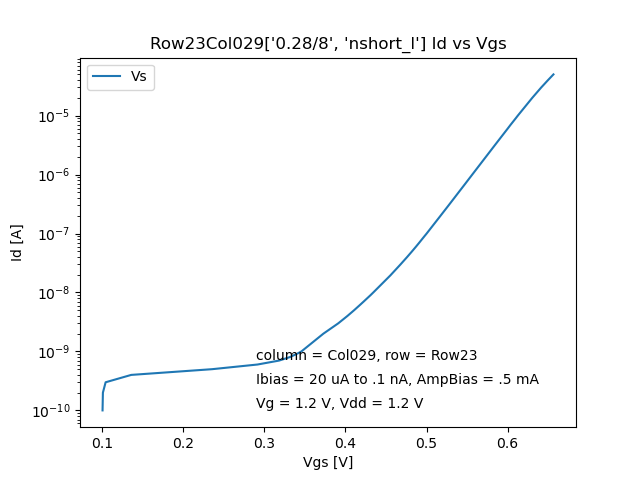 Row23Col029['0.28/8', 'nshort_l'] Id vs Vgs
Vs
10^-5
10^-6
10^-7
10^-8
10^-9
10^-10
Id [A]
column = Col029, row = Row23
Ibias = 20 uA to .1 nA, AmpBias = .5 mA
Vg = 1.2 V, Vdd = 1.2 V
0.1 0.2 0.3 0.4 0.5 0.6
Vgs [V]